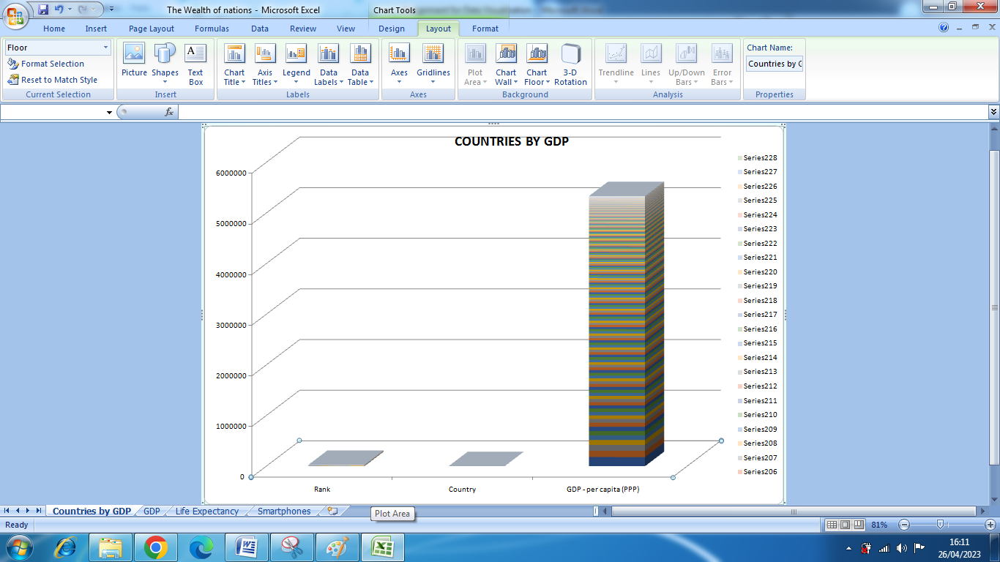 The Wealth of nations - Microsoft Excel
Chart Tools
Home Insert Page Layout Formulas Data Review View Design Layout Format
Floor
Format Selection
Reset to Match Style
Current Selection
Picture
Shapes
Text Box
Insert
Chart Title
Axis Titles
Legend
Data Labels
Data Table
Labels
Axes
Gridlines
Axes
Plot Area
Chart Wall
Chart Floor
3-D Rotation
Background
Trendline
Lines
Up/Down Bars
Error Bars
Analysis
Chart Name:
Countries by G
Properties
fx
COUNTRIES BY GDP
6000000
5000000
4000000
3000000
2000000
1000000
0
Rank
Country
GDP - per capita (PPP)
Series228
Series227
Series226
Series225
Series224
Series223
Series222
Series221
Series220
Series219
Series218
Series217
Series216
Series215
Series214
Series213
Series212
Series211
Series210
Series209
Series208
Series207
Series206
Countries by GDP GDP Life Expectancy Smartphones
Plot Area
Ready
81%
16:11
26/04/2023